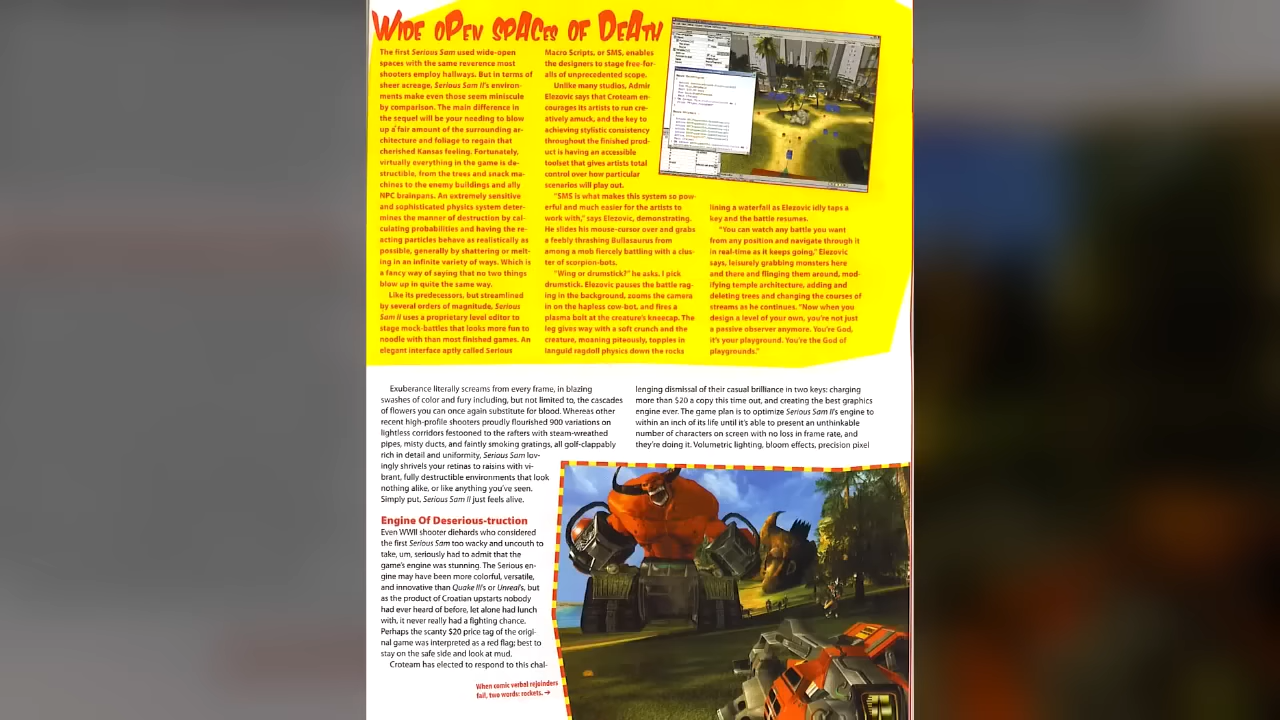 WIDE OPEN SPACES OF DEATH
The first Serious Sam used wide-open
spaces with the same reverence most
shooters employ hallways. But in terms of
sheer acreage, Serious Sam II's environ-
ments make even those seem miniscule
by comparison. The main difference in
the sequel will be your needing to blow
up a fair amount of the surrounding ar-
chitecture and foliage to regain that
cherished Kansas feeling. Fortunately,
virtually everything in the game is de-
structible, from the trees and snack ma-
chines to the enemy buildings and ally
NPC brainpans. An extremely sensitive
and sophisticated physics system deter-
mines the manner of destruction by cal-
culating probabilities and having the re-
acting particles behave as realistically as
possible, generally by shattering or melt-
ing in an infinite variety of ways. Which is
a fancy way of saying that no two things
blow up in quite the same way.
Like its predecessors, but streamlined
by several orders of magnitude, Serious
Sam II uses a proprietary level editor to
stage mock-battles that looks more fun to
noodle with than most finished games. An
elegant interface aptly called Serious
Macro Scripts, or SMS, enables
the designers to stage free-for-
alls of unprecedented scope.
Unlike many studios, Admir
Elezovic says that Croteam en-
courages its artists to run cre-
atively amuck, and the key to
achieving stylistic consistency
throughout the finished prod-
uct is having an accessible
toolset that gives artists total
control over how particular
scenarios will play out.
"SMS is what makes this system so pow-
erful and much easier for the artists to
work with," says Elezovic, demonstrating.
He slides his mouse-cursor over and grabs
a feebly thrashing Bullasaurus from
among a mob fiercely battling with a clus-
ter of scorpion-bots.
"Wing or drumstick?" he asks. I pick
drumstick. Elezovic pauses the battle rag-
ing in the background, zooms the camera
in on the hapless cow-bot, and fires a
plasma bolt at the creature's kneecap. The
leg gives way with a soft crunch and the
creature, moaning piteously, topples in
languid ragdoll physics down the rocks
lining a waterfall as Elezovic idly taps a
key and the battle resumes.
"You can watch any battle you want
from any position and navigate through it
in real-time as it keeps going," Elezovic
says, leisurely grabbing monsters here
and there and flinging them around, mod-
ifying temple architecture, adding and
deleting trees and changing the courses of
streams as he continues. "Now when you
design a level of your own, you're not just
a passive observer anymore. You're God,
it's your playground. You're the God of
playgrounds."
Exuberance literally screams from every frame, in blazing
swashes of color and fury including, but not limited to, the cascades
of flowers you can once again substitute for blood. Whereas other
recent high-profile shooters proudly flourished 900 variations on
lightless corridors festooned to the rafters with steam-wreathed
pipes, misty ducts, and faintly smoking gratings, all golf-clappably
rich in detail and uniformity, Serious Sam lov-
ingly shrivels your retinas to raisins with vi-
brant, fully destructible environments that look
nothing alike, or like anything you've seen.
Simply put, Serious Sam II just feels alive.
Engine Of Deserious-truction
Even WWII shooter diehards who considered
the first Serious Sam too wacky and uncouth to
take, um, seriously had to admit that the
game's engine was stunning. The Serious en-
gine may have been more colorful, versatile,
and innovative than Quake III's or Unreal's, but
as the product of Croatian upstarts nobody
had ever heard of before, let alone had lunch
with, it never really had a fighting chance.
Perhaps the scanty $20 price tag of the origi-
nal game was interpreted as a red flag; best to
stay on the safe side and look at mud.
Croteam has elected to respond to this chal-
lenging dismissal of their casual brilliance in two keys: charging
more than $20 a copy this time out, and creating the best graphics
engine ever. The game plan is to optimize Serious Sam II's engine to
within an inch of its life until it's able to present an unthinkable
number of characters on screen with no loss in frame rate, and
they're doing it. Volumetric lighting, bloom effects, precision pixel
When comic verbal rejoinders
fail, two words: rockets. →